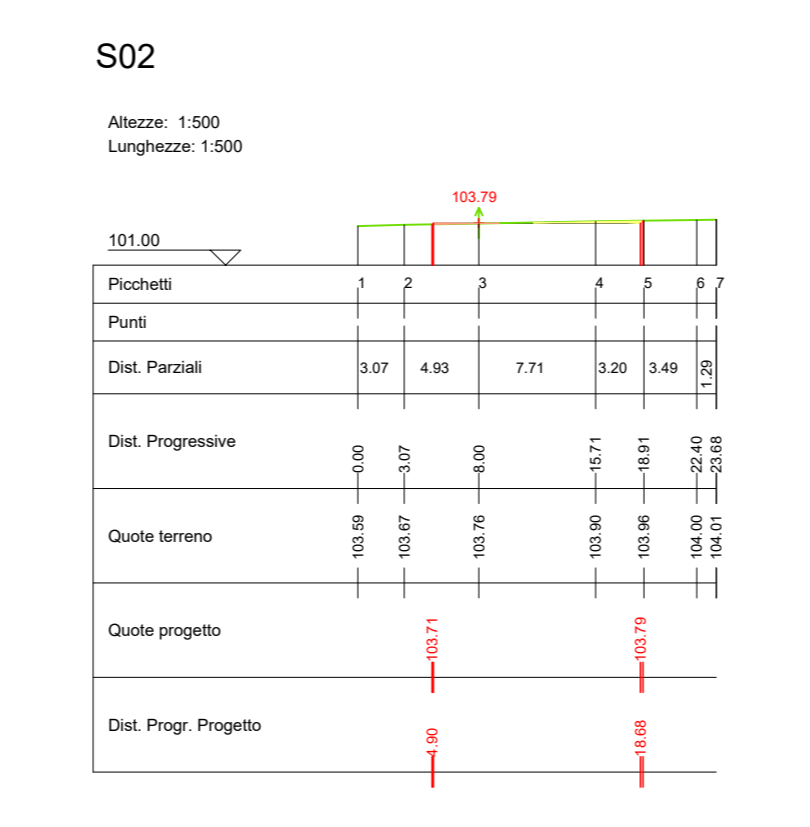 S02
Altezze: 1:500
Lunghezze: 1:500
103.79
101.00
Picchetti 1 2 3 4 5 6 7
Punti
Dist. Parziali 3.07 4.93 7.71 3.20 3.49 1.29
Dist. Progressive 0.00 3.07 8.00 15.71 18.91 22.40 23.68
Quote terreno 103.59 103.67 103.76 103.90 103.96 104.00 104.01
Quote progetto 103.71 103.79
Dist. Progr. Progetto 4.90 18.68